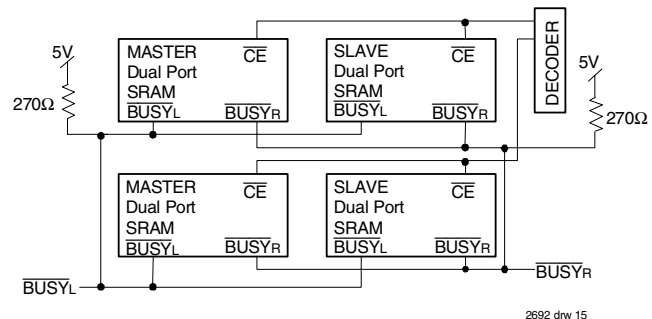 5V
270Ω
MASTER
Dual Port
SRAM
BUSYL
BUSYR
CE
SLAVE
Dual Port
SRAM
BUSYL
BUSYR
CE
DECODER
5V
270Ω
MASTER
Dual Port
SRAM
BUSYL
BUSYR
CE
SLAVE
Dual Port
SRAM
BUSYL
BUSYR
CE
BUSYL
BUSYR
2692 drw 15